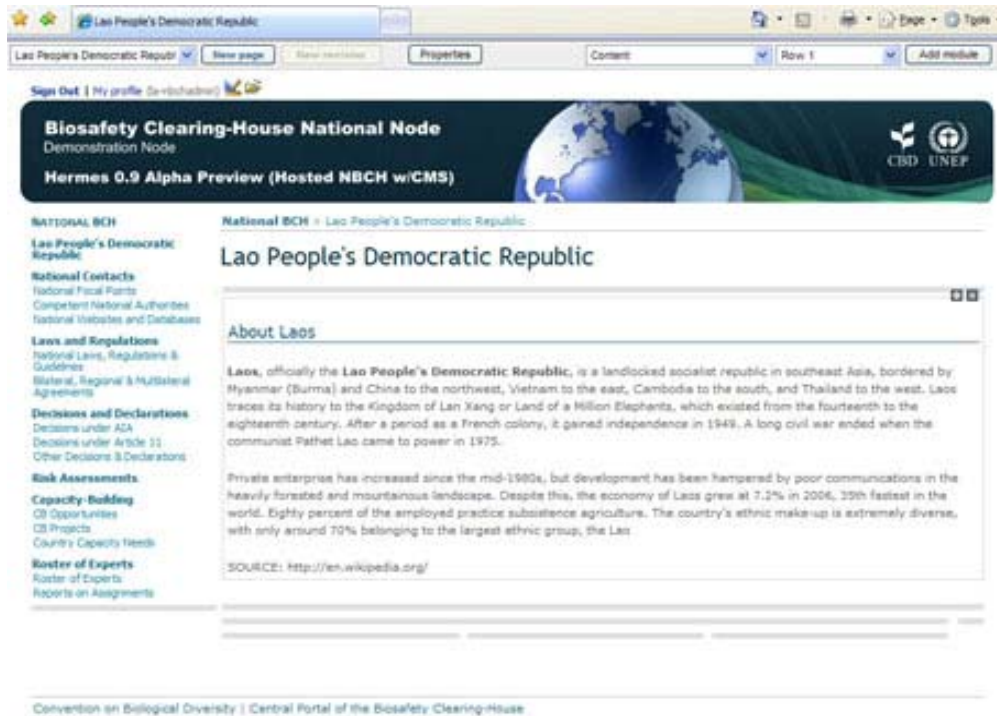 Lao People's Democratic Republic
Page
Tools
Lao People's Democratic Republ
New page
Properties
Content
Row 1
Add module
Sign Out | My profile
Biosafety Clearing-House National Node
Demonstration Node
Hermes 0.9 Alpha Preview (Hosted NBCH w/CMS)
CBD UNEP
NATIONAL BCH
Lao People's Democratic
Republic
National Contacts
National Focal Points
Competent National Authorities
National Websites and Databases
Laws and Regulations
National Laws, Regulations &
Guidelines
Bilateral, Regional & Multilateral
Agreements
Decisions and Declarations
Decisions under AIA
Decisions under Article 11
Other Decisions & Declarations
Risk Assessments
Capacity-Building
CB Opportunities
CB Projects
Country Capacity Needs
Roster of Experts
Roster of Experts
Reports on Assignments
National BCH > Lao People's Democratic Republic
Lao People's Democratic Republic
About Laos
Laos, officially the Lao People's Democratic Republic, is a landlocked socialist republic in southeast Asia, bordered by
Myanmar (Burma) and China to the northwest, Vietnam to the east, Cambodia to the south, and Thailand to the west. Laos
traces its history to the Kingdom of Lan Xang or Land of a Million Elephants, which existed from the fourteenth to the
eighteenth century. After a period as a French colony, it gained independence in 1949. A long civil war ended when the
communist Pathet Lao came to power in 1975.
Private enterprise has increased since the mid-1980s, but development has been hampered by poor communications in the
heavily forested and mountainous landscape. Despite this, the economy of Laos grew at 7.2% in 2006, 35th fastest in the
world. Eighty percent of the employed practice subsistence agriculture. The country's ethnic make-up is extremely diverse,
with only around 70% belonging to the largest ethnic group, the Lao
SOURCE: http://en.wikipedia.org/
Convention on Biological Diversity | Central Portal of the Biosafety Clearing-House